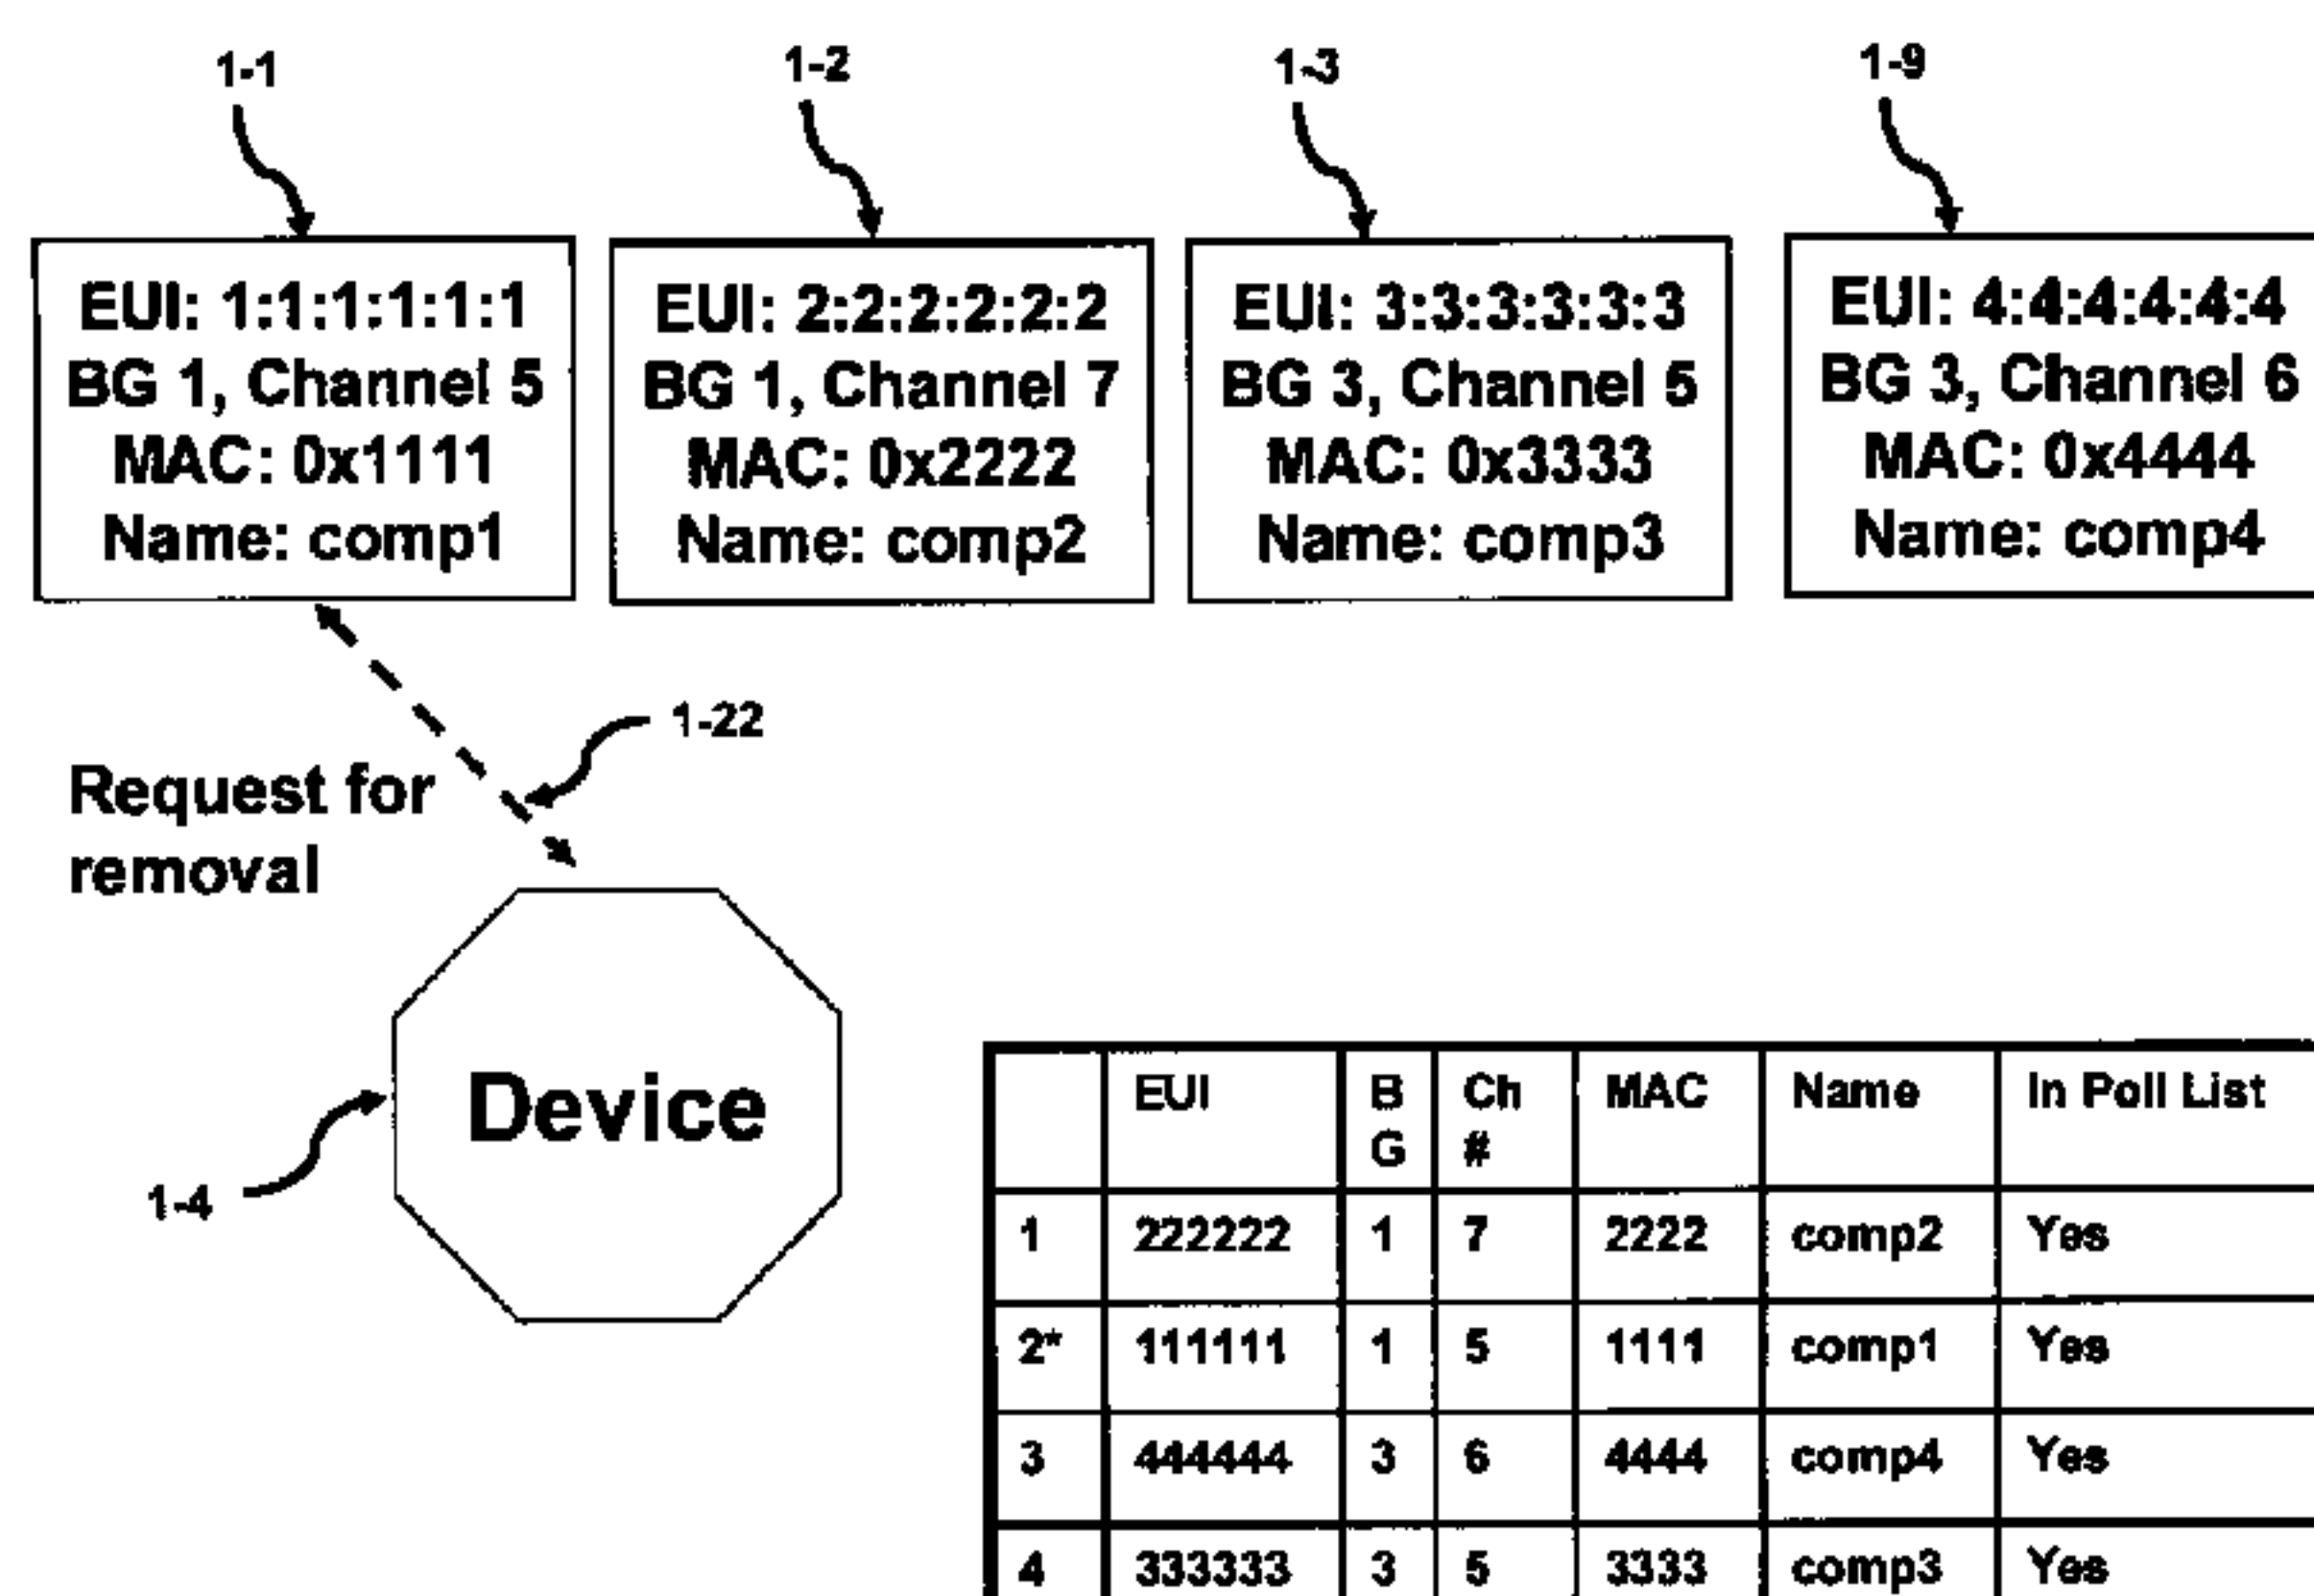 1-1
1-2
1-3
1-9
EUI: 1:1:1:1:1:1
BG 1, Channel 5
MAC: 0x1111
Name: comp1
EUI: 2:2:2:2:2:2
BG 1, Channel 7
MAC: 0x2222
Name: comp2
EUI: 3:3:3:3:3:3
BG 3, Channel 5
MAC: 0x3333
Name: comp3
EUI: 4:4:4:4:4:4
BG 3, Channel 6
MAC: 0x4444
Name: comp4
1-22
Request for
removal
Device
1-4
EUI B G Ch # MAC Name In Poll List
1 222222 1 7 2222 comp2 Yes
2* 111111 1 5 1111 comp1 Yes
3 444444 3 6 4444 comp4 Yes
4 333333 3 5 3333 comp3 Yes